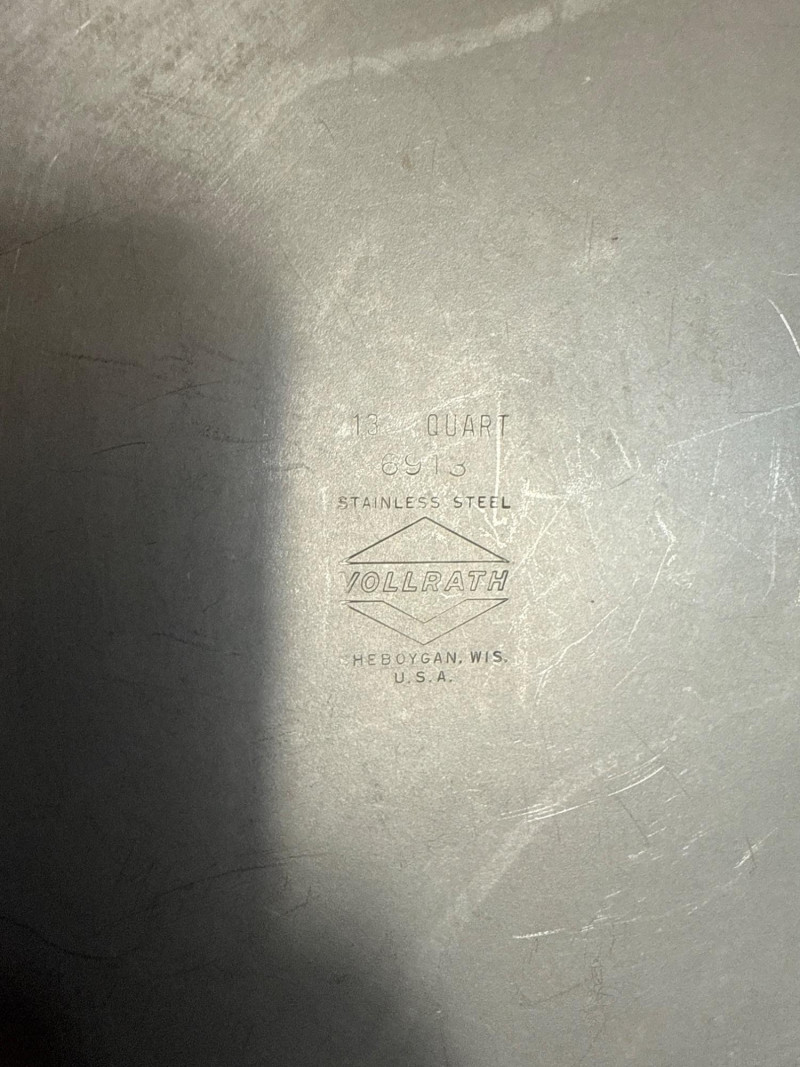 13 QUART
6913
STAINLESS STEEL
VOLLRATH
SHEBOYGAN, WIS.
U.S.A.